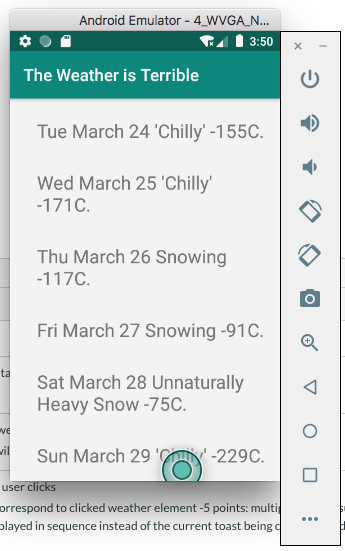 Android Emulator - 4_WVGA_N...
3:50
The Weather is Terrible
Tue March 24 'Chilly' -155C.
Wed March 25 'Chilly'
-171C.
Thu March 26 Snowing
-117C.
Fri March 27 Snowing -91C.
Sat March 28 Unnaturally
Heavy Snow -75C.
Sun March 29 'Chilly' -229C.
user clicks
orrespond to clicked weather element -5 points: multip
played in sequence instead of the current toast being c